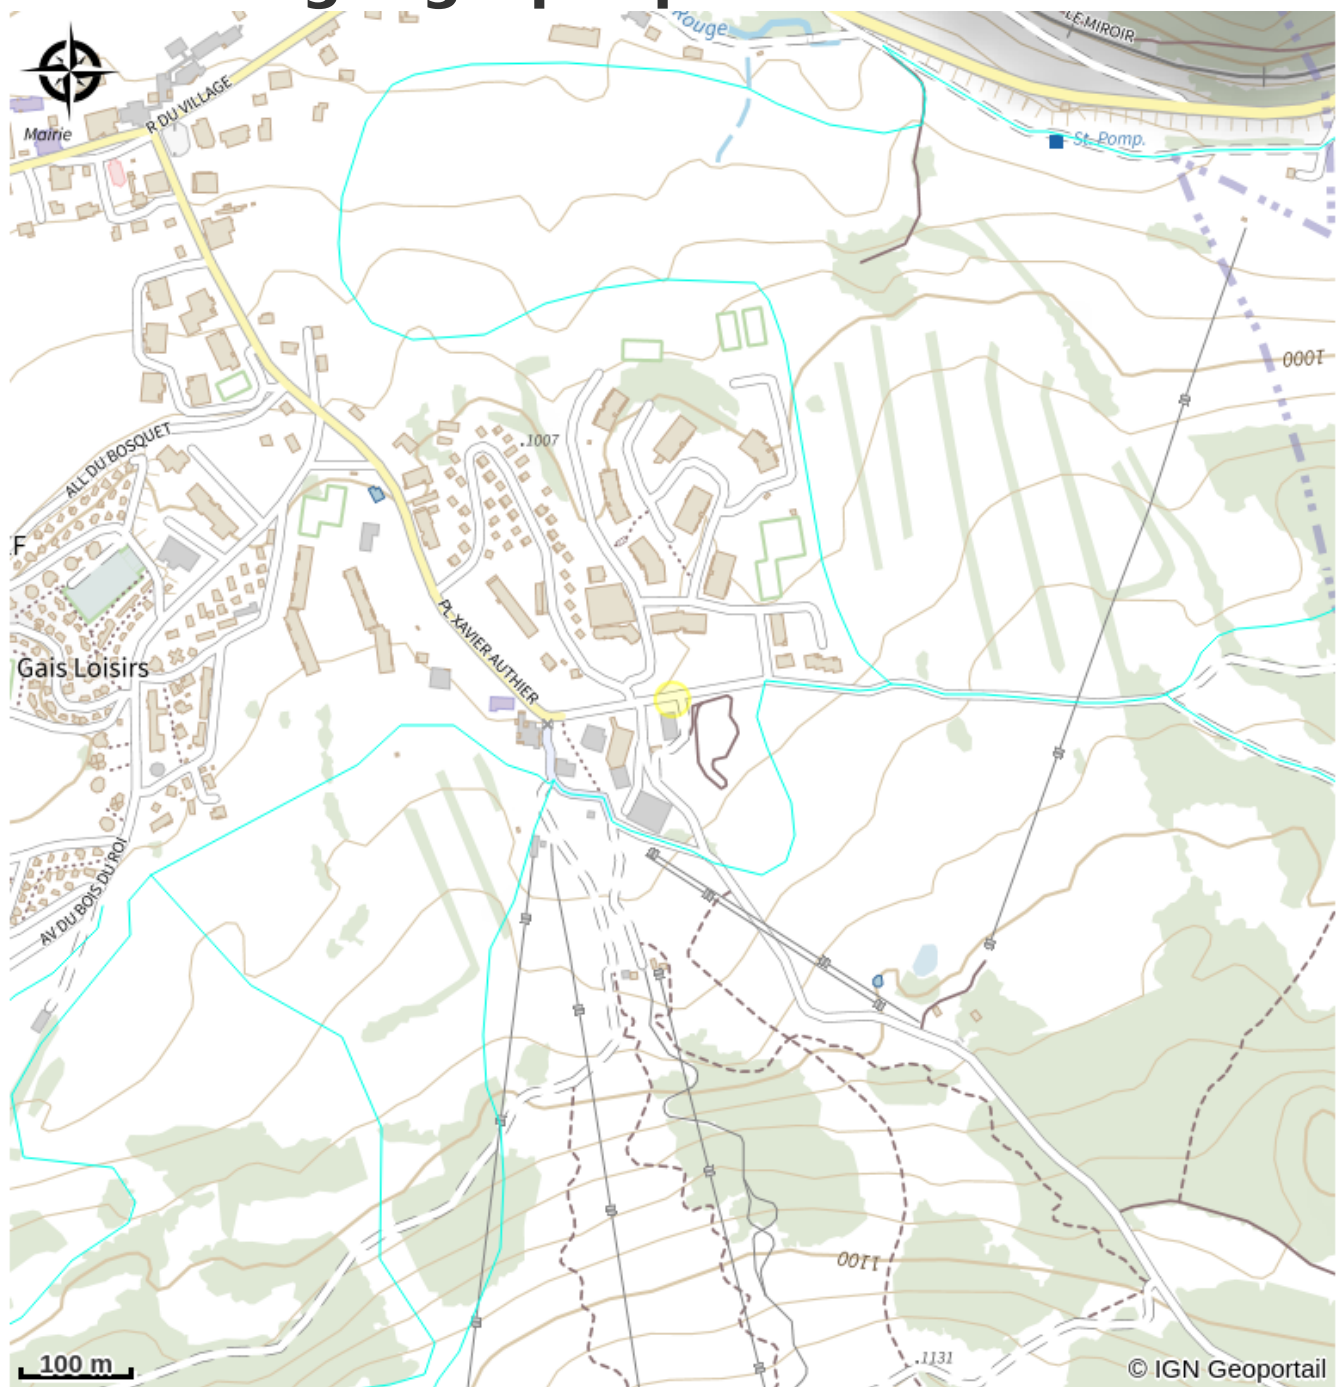 Rouge
LE MIROIR
R DU VILLAGE
Mairie
St. Pomp.
1000
ALL DU BOSQUET
.1007
F
PL XAVIER AUTHIER
Gais Loisirs
AV DU BOIS DU ROI
1100
.1131
100 m
© IGN Geoportail